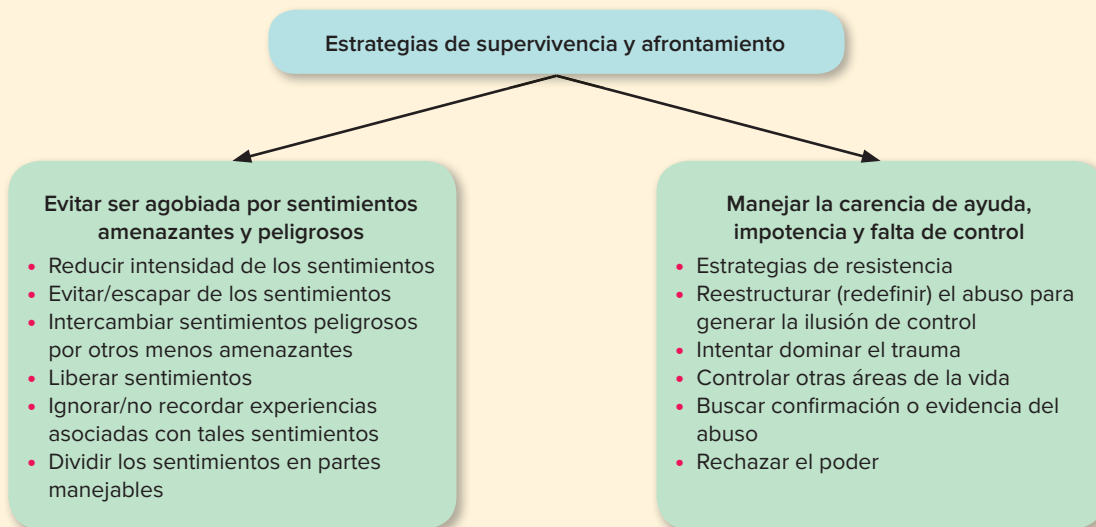 Estrategias de supervivencia y afrontamiento
Evitar ser agobiada por sentimientos
amenazantes y peligrosos
• Reducir intensidad de los sentimientos
• Evitar/escapar de los sentimientos
• Intercambiar sentimientos peligrosos
por otros menos amenazantes
• Liberar sentimientos
• Ignorar/no recordar experiencias
asociadas con tales sentimientos
• Dividir los sentimientos en partes
manejables
Manejar la carencia de ayuda,
impotencia y falta de control
• Estrategias de resistencia
• Reestructurar (redefinir) el abuso para
generar la ilusión de control
• Intentar dominar el trauma
• Controlar otras áreas de la vida
• Buscar confirmación o evidencia del
abuso
• Rechazar el poder